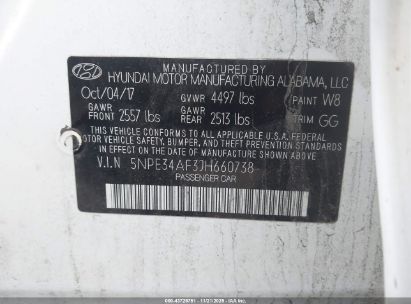 MANUFACTURED BY
HYUNDAI MOTOR MANUFACTURING ALABAMA, LLC
Oct/04/17 GVWR 4497 lbs PAINT W8
GAWR FRONT 2557 lbs GAWR REAR 2513 lbs TRIM GG
THIS VEHICLE CONFORMS TO ALL APPLICABLE U.S.A. FEDERAL
MOTOR VEHICLE SAFETY, BUMPER, AND THEFT PREVENTION
STANDARDS IN EFFECT ON THE DATE OF MANUFACTURE SHOWN ABOVE.
V.I.N 5NPE34AF3JH660738
PASSENGER CAR